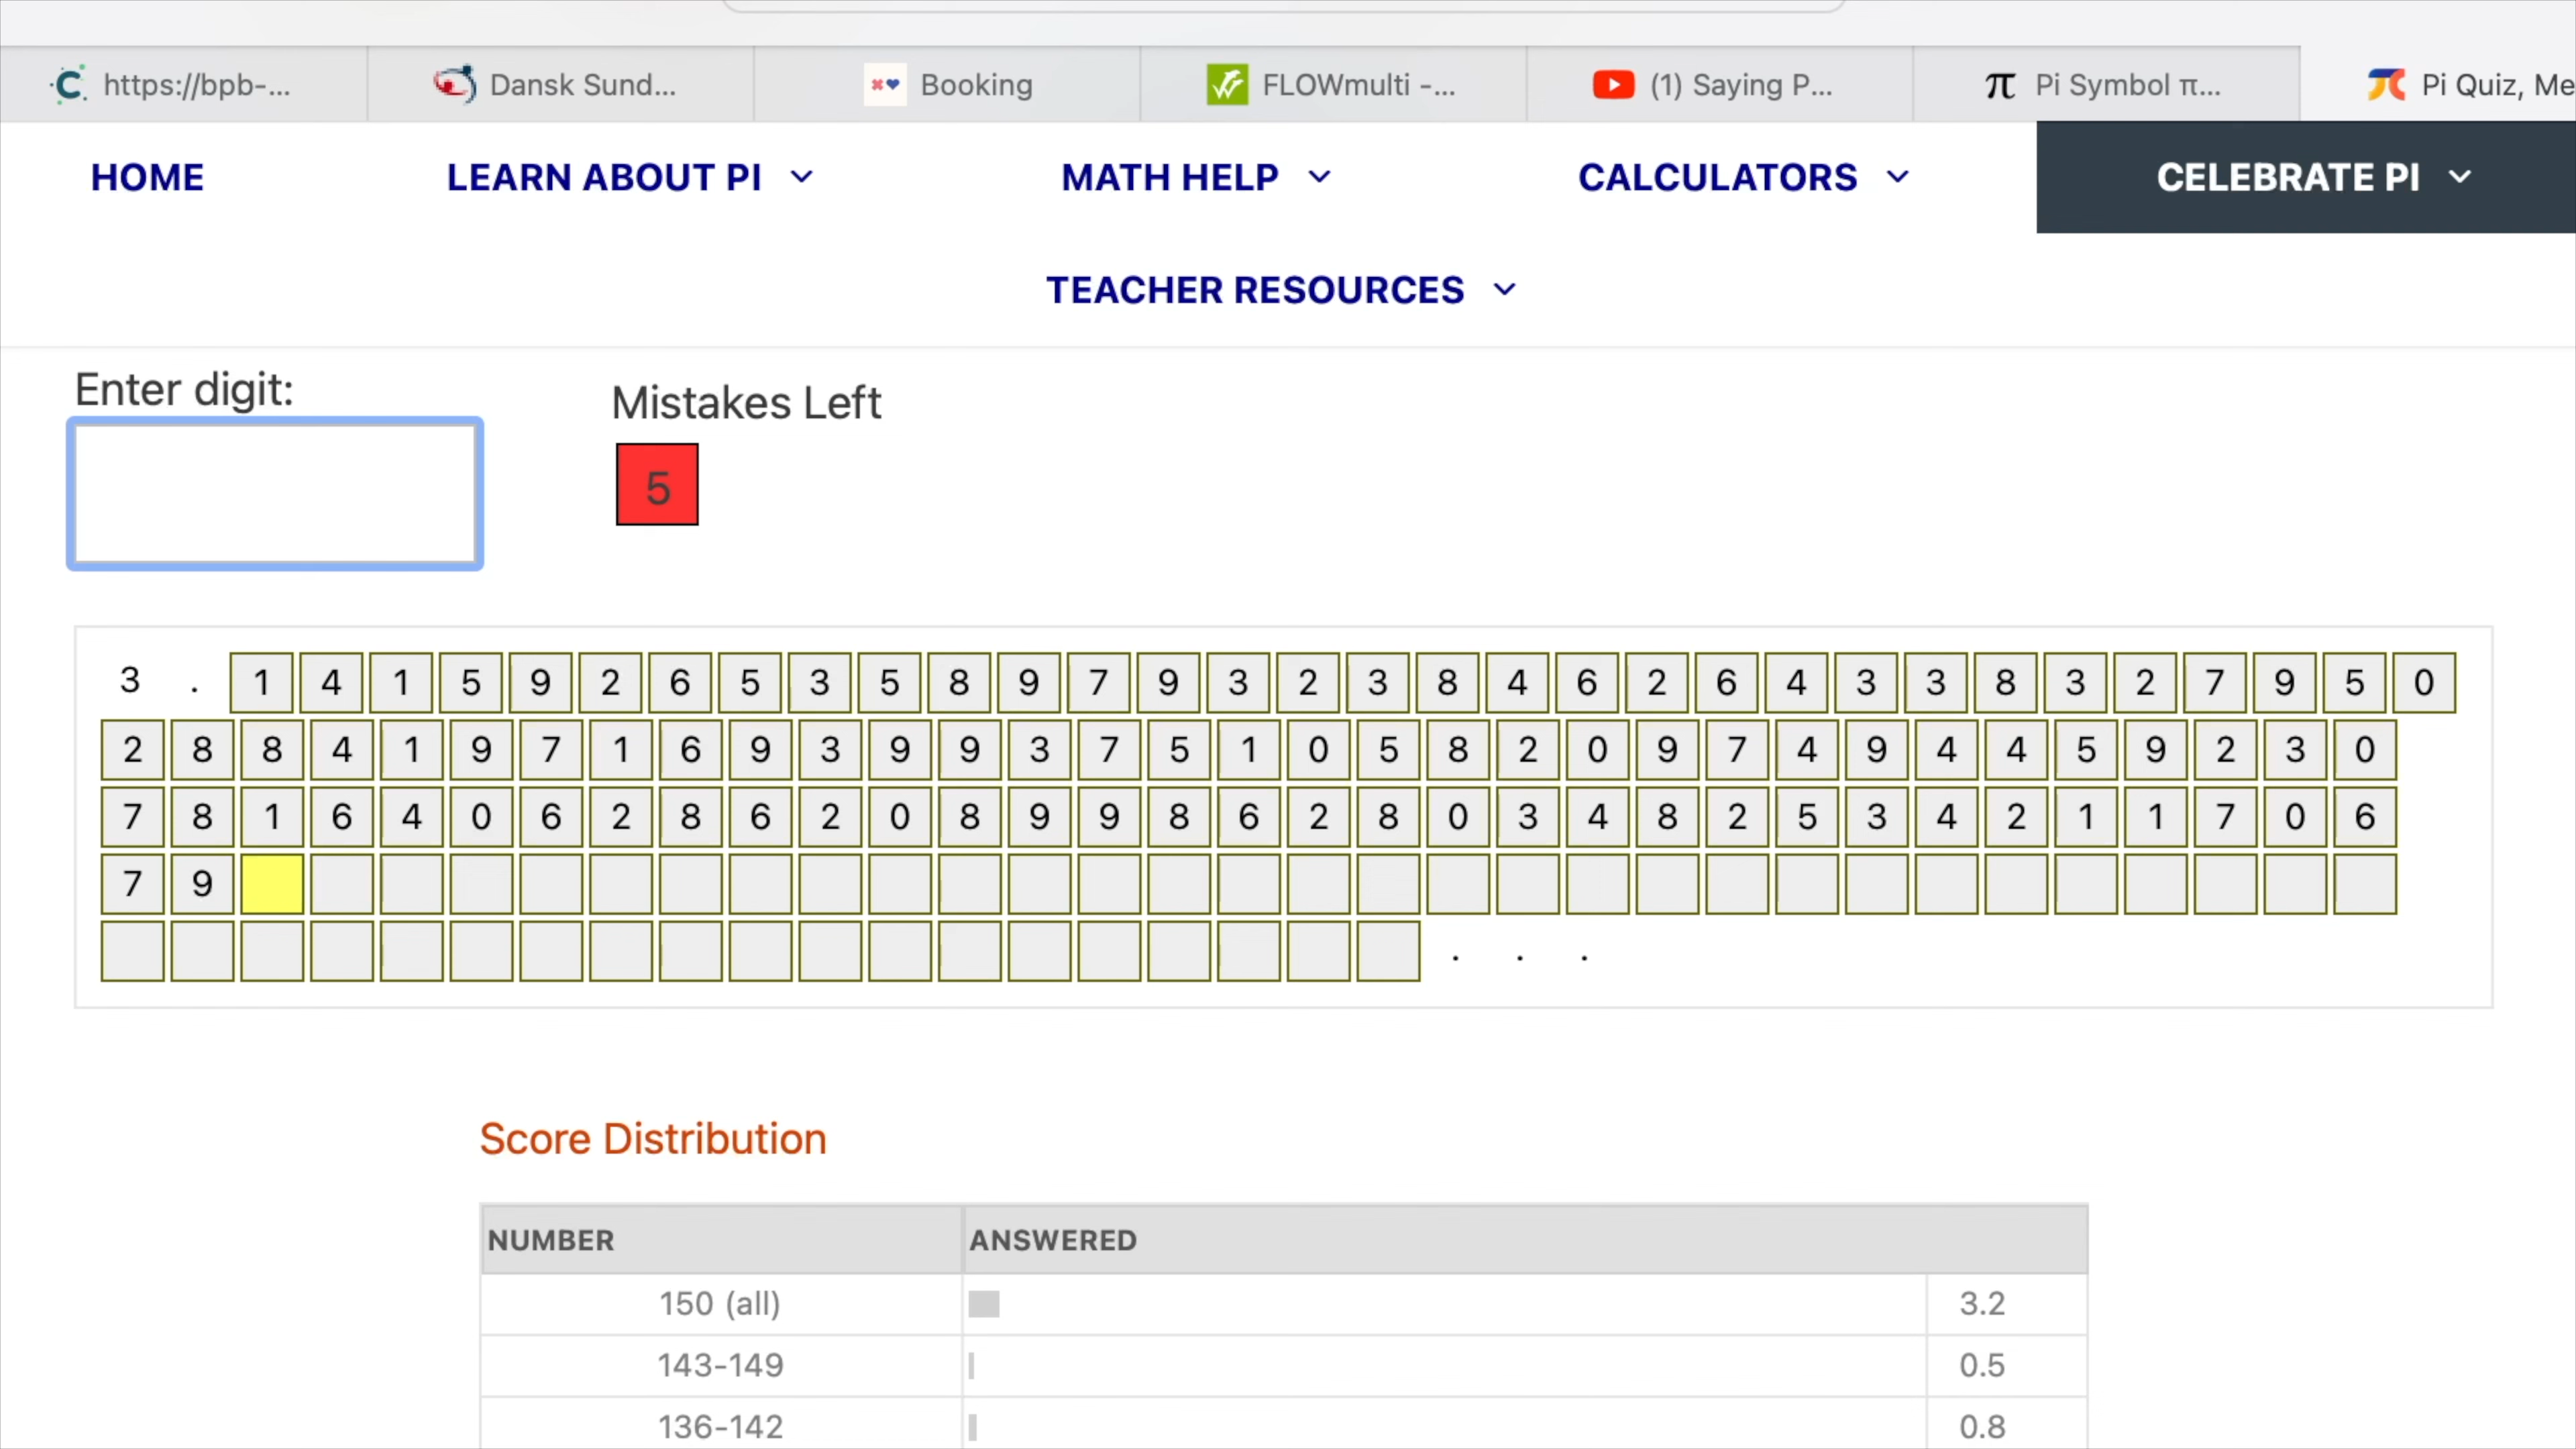 https://bpb-... Dansk Sund... Booking FLOWmulti -... (1) Saying P... π Pi Symbol π... Pi Quiz, Me
HOME LEARN ABOUT PI MATH HELP CALCULATORS CELEBRATE PI
TEACHER RESOURCES
Enter digit: Mistakes Left
5
3 . 1 4 1 5 9 2 6 5 3 5 8 9 7 9 3 2 3 8 4 6 2 6 4 3 3 8 3 2 7 9 5 0
2 8 8 4 1 9 7 1 6 9 3 9 9 3 7 5 1 0 5 8 2 0 9 7 4 9 4 4 5 9 2 3 0
7 8 1 6 4 0 6 2 8 6 2 0 8 9 9 8 6 2 8 0 3 4 8 2 5 3 4 2 1 1 7 0 6
7 9
. . .
Score Distribution
NUMBER ANSWERED
150 (all) 3.2
143-149 0.5
136-142 0.8